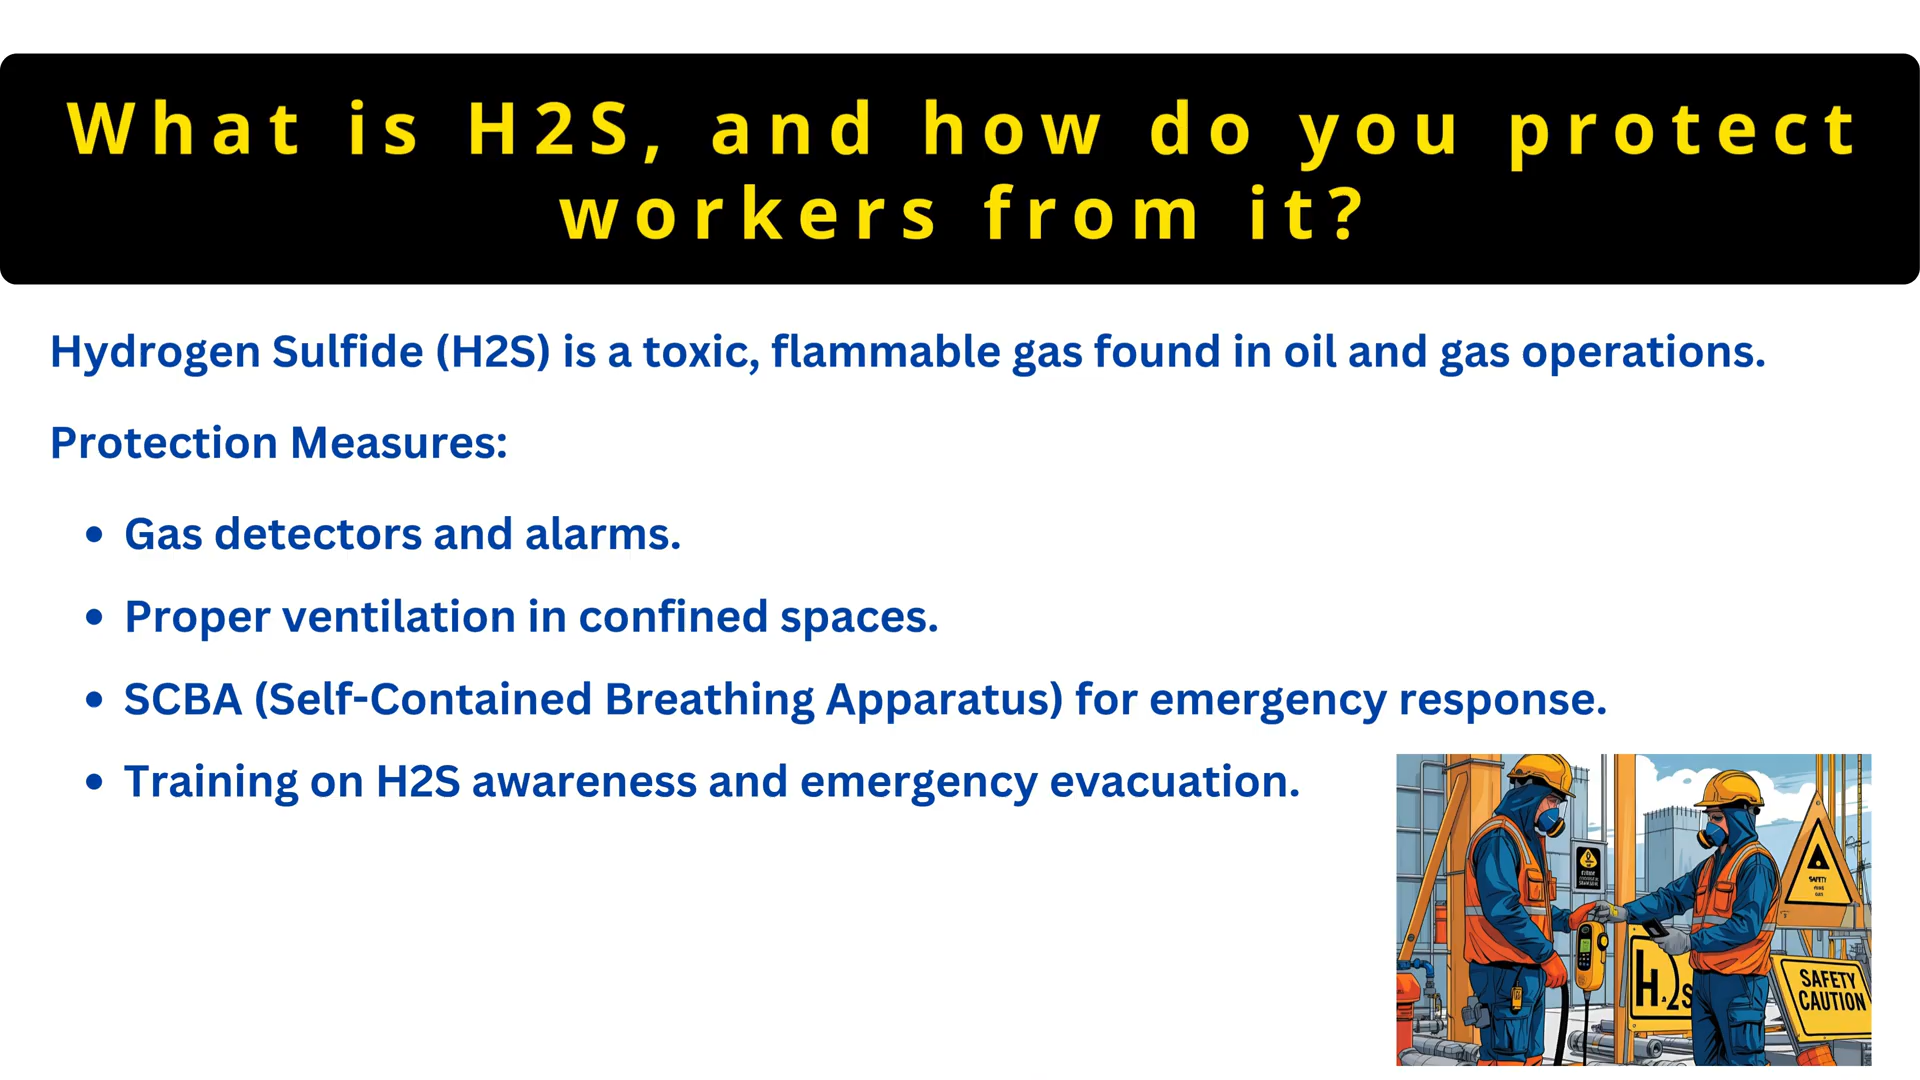 What is H2S, and how do you protect
workers from it?
Hydrogen Sulfide (H2S) is a toxic, flammable gas found in oil and gas operations.
Protection Measures:
• Gas detectors and alarms.
• Proper ventilation in confined spaces.
• SCBA (Self-Contained Breathing Apparatus) for emergency response.
• Training on H2S awareness and emergency evacuation.
SAFETY
H2S
SAFETY
CAUTION